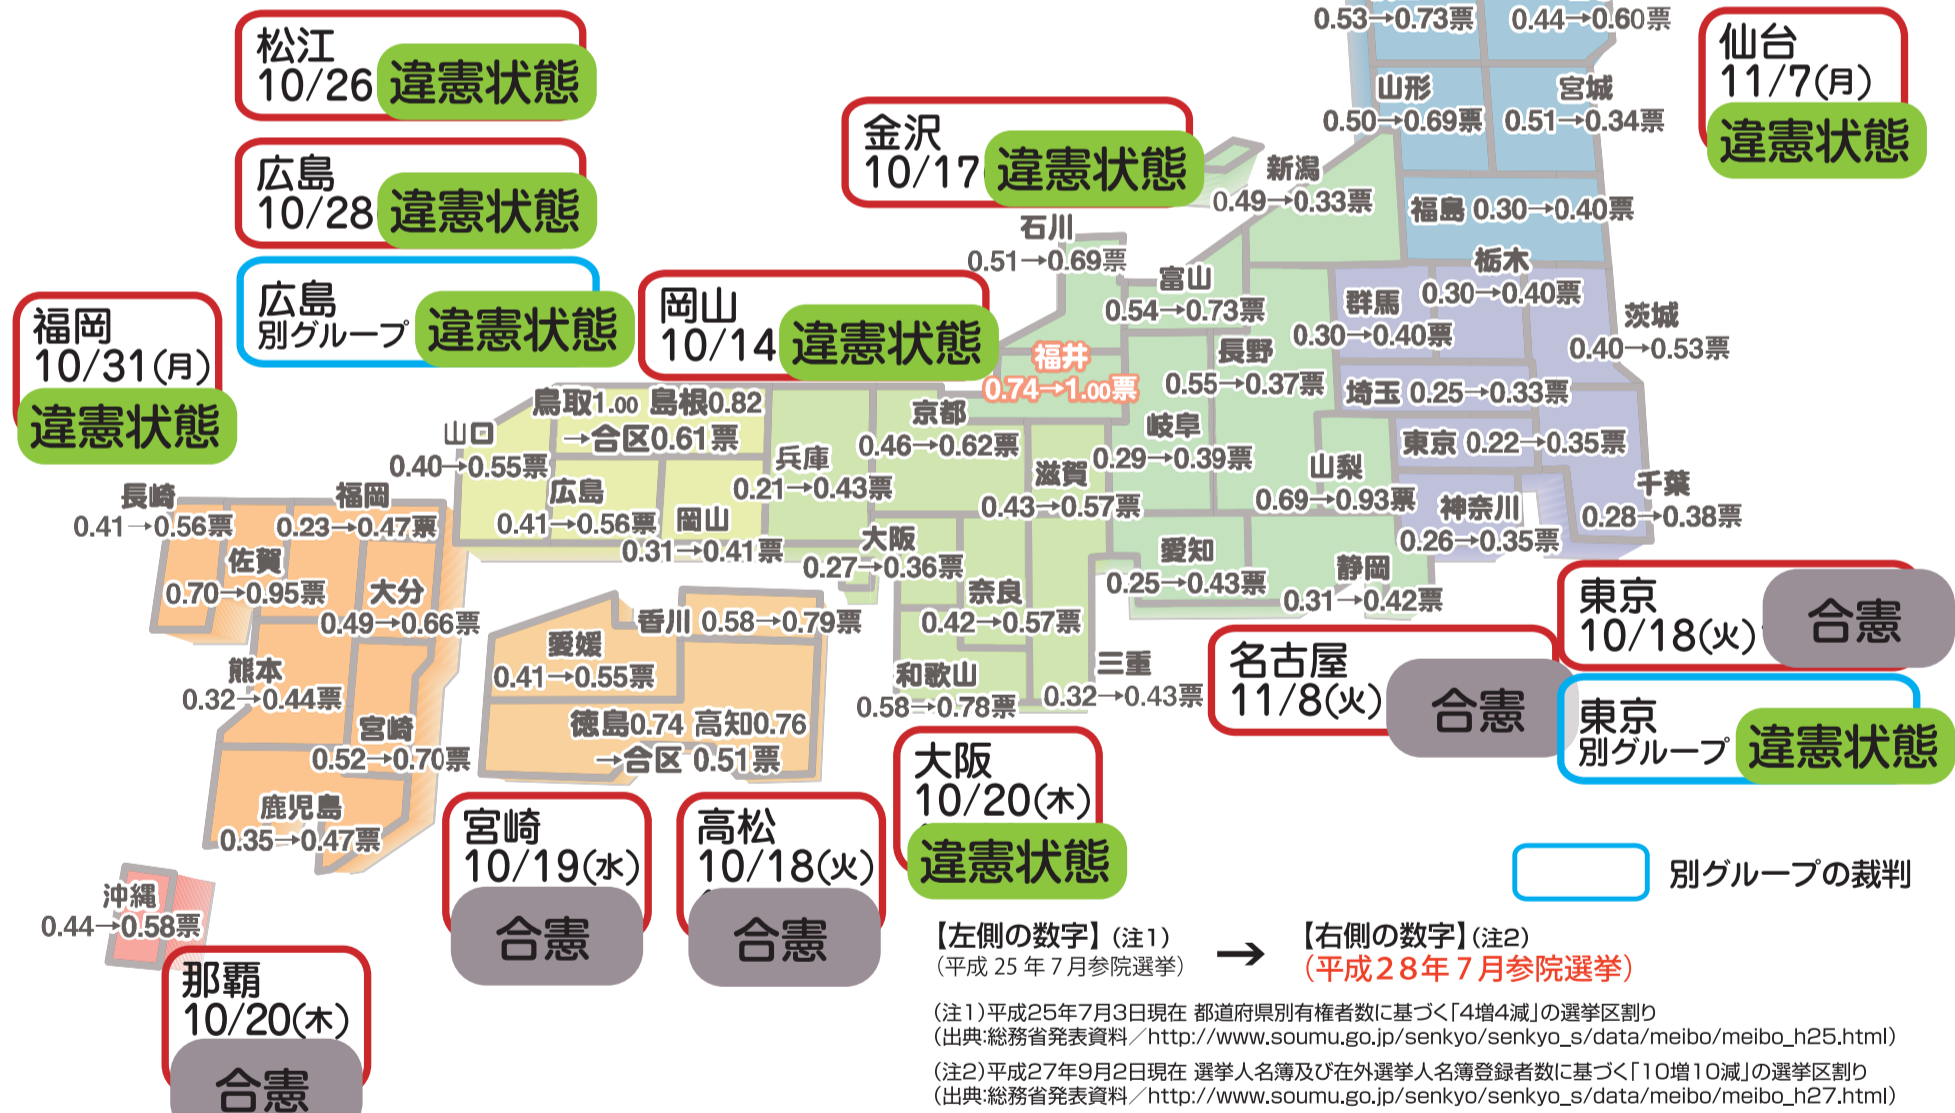 0.53→0.73票
0.44→0.60票
松江
10/26
違憲状態
仙台
11/7(月)
違憲状態
山形
0.50→0.69票
宮城
0.51→0.34票
金沢
10/17
違憲状態
広島
10/28
違憲状態
新潟
0.49→0.33票
福島 0.30→0.40票
石川
0.51→0.69票
広島
別グループ
違憲状態
岡山
10/14
違憲状態
富山
0.54→0.73票
栃木
0.30→0.40票
群馬
0.30→0.40票
茨城
0.40→0.53票
福岡
10/31(月)
違憲状態
福井
0.74→1.00票
長野
0.55→0.37票
埼玉 0.25→0.33票
鳥取1.00 島根0.82
→合区0.61票
京都
0.46→0.62票
岐阜
0.29→0.39票
東京 0.22→0.35票
山口
0.40→0.55票
兵庫
0.21→0.43票
滋賀
0.43→0.57票
山梨
0.69→0.93票
千葉
0.28→0.38票
長崎
0.41→0.56票
福岡
0.23→0.47票
広島
0.41→0.56票
岡山
0.31→0.41票
神奈川
0.26→0.35票
大阪
0.27→0.36票
愛知
0.25→0.43票
静岡
0.31→0.42票
佐賀
0.70→0.95票
大分
0.49→0.66票
奈良
0.42→0.57票
香川 0.58→0.79票
愛媛
0.41→0.55票
東京
10/18(火)
合憲
熊本
0.32→0.44票
和歌山
0.58→0.78票
三重
0.32→0.43票
名古屋
11/8(火)
合憲
東京
別グループ
違憲状態
徳島0.74 高知0.76
→合区 0.51票
宮崎
0.52→0.70票
鹿児島
0.35→0.47票
大阪
10/20(木)
違憲状態
宮崎
10/19(水)
合憲
高松
10/18(火)
合憲
沖縄
0.44→0.58票
那覇
10/20(木)
合憲
別グループの裁判
【左側の数字】(注1)
(平成25年7月参院選挙)
→
【右側の数字】(注2)
(平成28年7月参院選挙)
(注1)平成25年7月3日現在 都道府県別有権者数に基づく「4増4減」の選挙区割り
(出典:総務省発表資料／http://www.soumu.go.jp/senkyo/senkyo_s/data/meibo/meibo_h25.html)
(注2)平成27年9月2日現在 選挙人名簿及び在外選挙人名簿登録者数に基づく「10増10減」の選挙区割り
(出典:総務省発表資料／http://www.soumu.go.jp/senkyo/senkyo_s/data/meibo/meibo_h27.html)